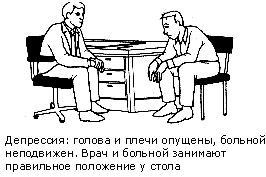 Депрессия: голова и плечи опущены, больной
неподвижен. Врач и больной занимают
правильное положение у стола